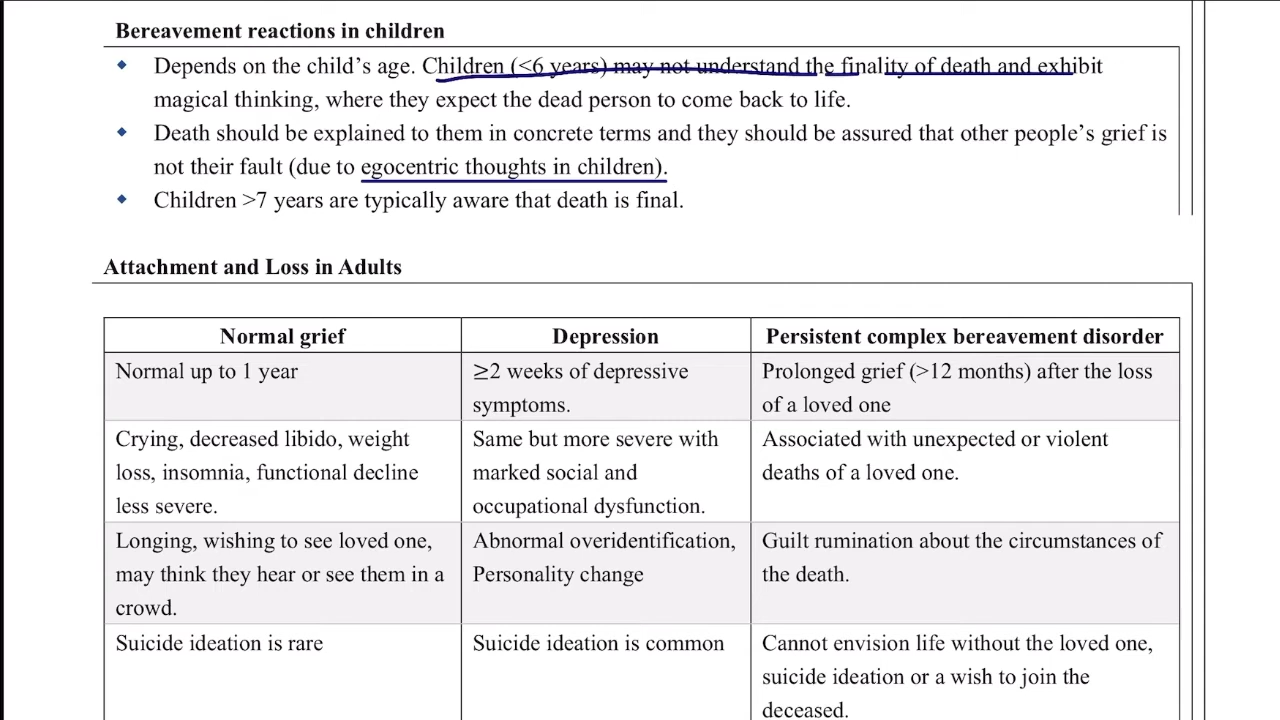 Bereavement reactions in children
Depends on the child's age. Children (<6 years) may not understand the finality of death and exhibit
magical thinking, where they expect the dead person to come back to life.
Death should be explained to them in concrete terms and they should be assured that other people's grief is
not their fault (due to egocentric thoughts in children).
Children >7 years are typically aware that death is final.
Attachment and Loss in Adults
Normal grief
Depression
Persistent complex bereavement disorder
Normal up to 1 year
≥2 weeks of depressive
symptoms.
Prolonged grief (>12 months) after the loss
of a loved one
Crying, decreased libido, weight
loss, insomnia, functional decline
less severe.
Same but more severe with
marked social and
occupational dysfunction.
Associated with unexpected or violent
deaths of a loved one.
Longing, wishing to see loved one,
may think they hear or see them in a
crowd.
Abnormal overidentification,
Personality change
Guilt rumination about the circumstances of
the death.
Suicide ideation is rare
Suicide ideation is common
Cannot envision life without the loved one,
suicide ideation or a wish to join the
deceased.